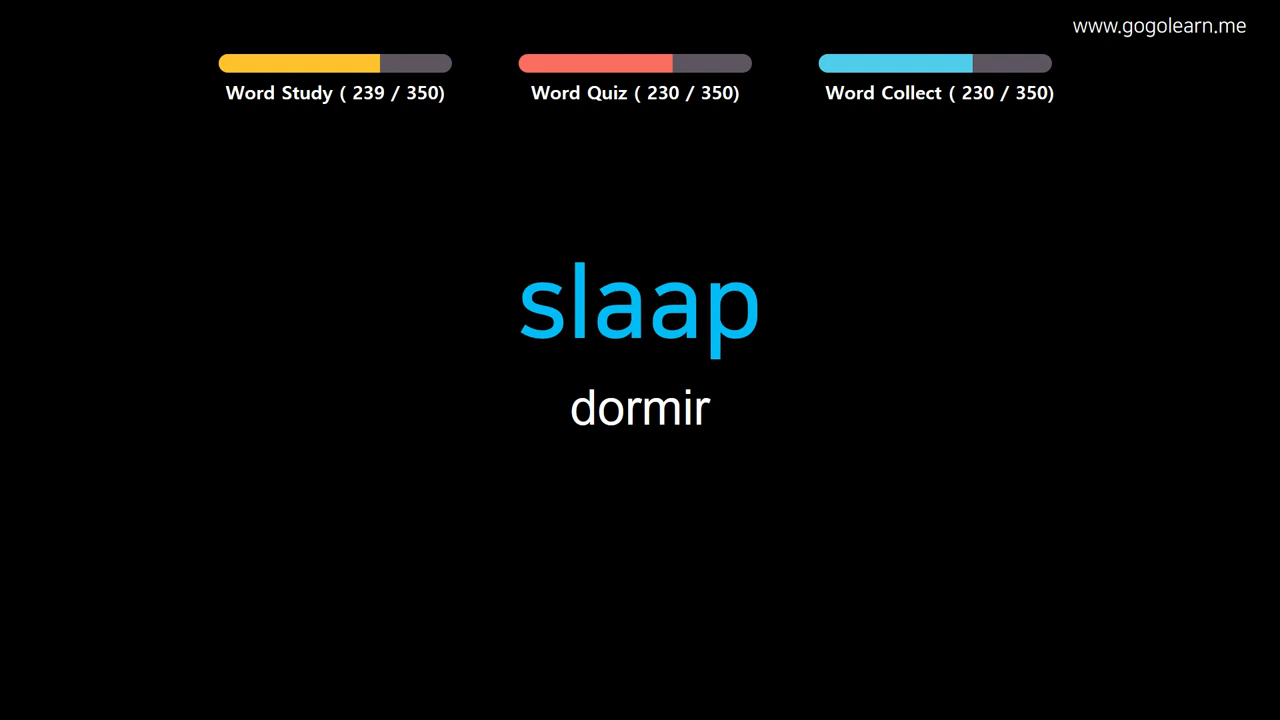 www.gogolearn.me
Word Study ( 239 / 350)
Word Quiz ( 230 / 350)
Word Collect ( 230 / 350)
slaap
dormir